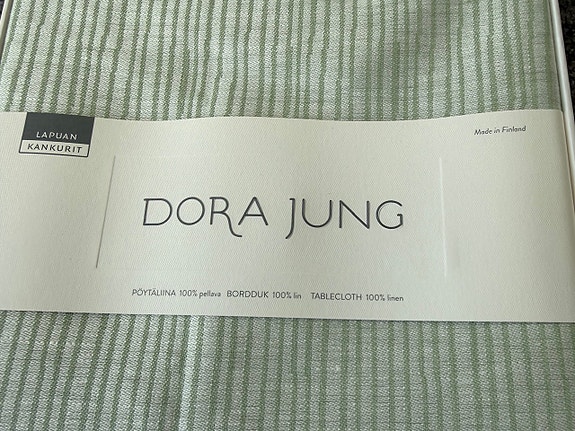 LAPUAN
KANKURIT
Made in Finland
DORA JUNG
PÖYTÄLIINA 100% pellava BORDDUK 100% lin TABLECLOTH 100% linen